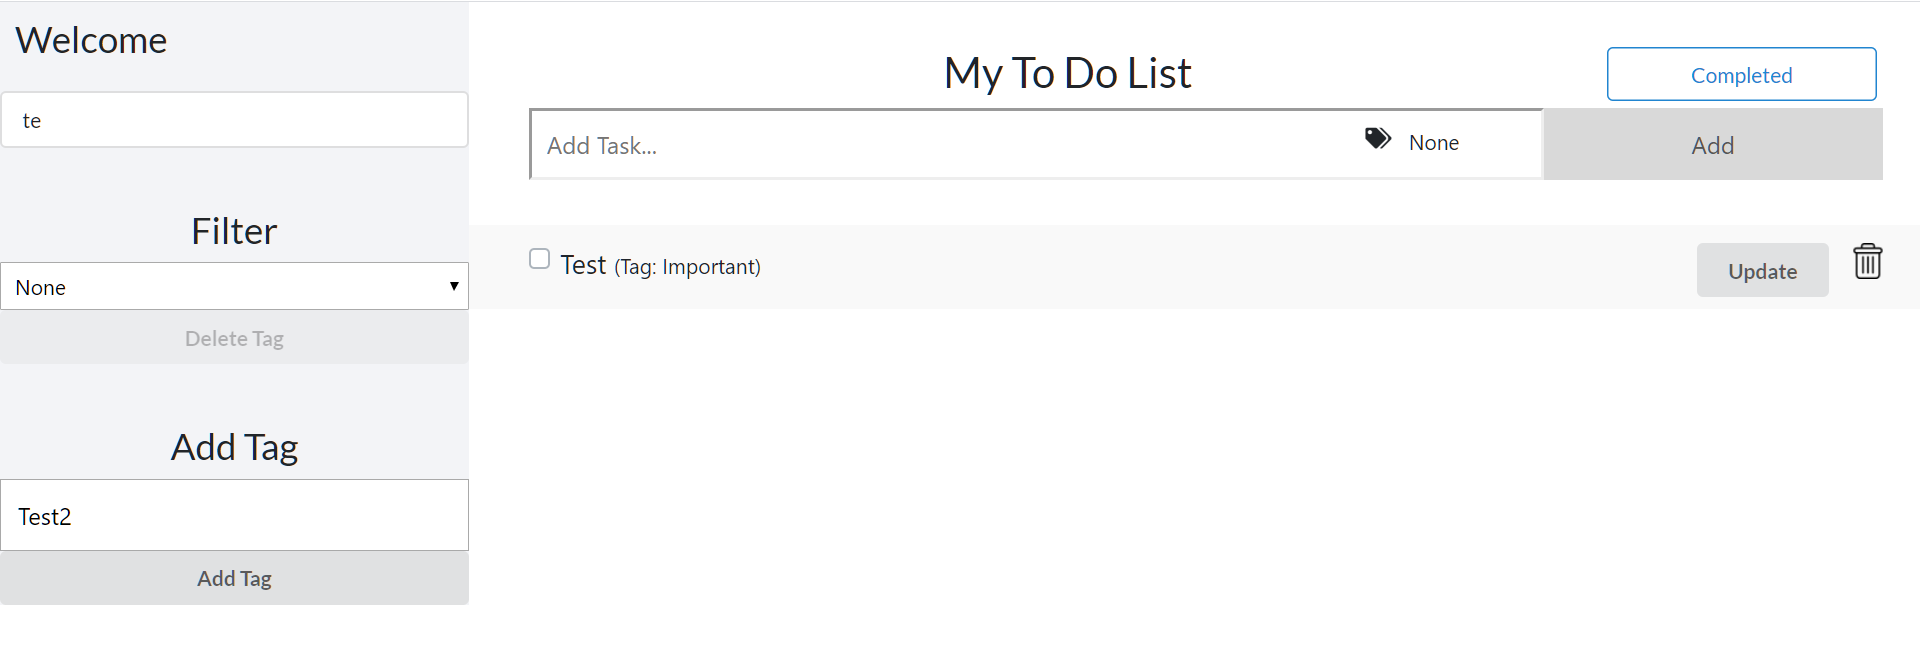 Welcome
te
Filter
None
Delete Tag
Add Tag
Test2
Add Tag
My To Do List
Completed
Add Task...
None
Add
Test (Tag: Important)
Update